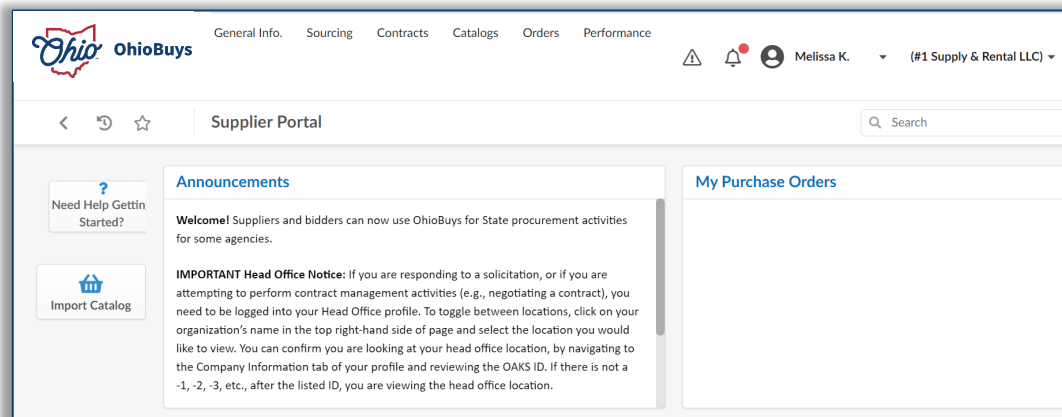 General Info. Sourcing Contracts Catalogs Orders Performance
Ohio OhioBuys
Melissa K. (#1 Supply & Rental LLC)
Supplier Portal
Search
?
Need Help Gettin
Started?
Import Catalog
Announcements
Welcome! Suppliers and bidders can now use OhioBuys for State procurement activities
for some agencies.
IMPORTANT Head Office Notice: If you are responding to a solicitation, or if you are
attempting to perform contract management activities (e.g., negotiating a contract), you
need to be logged into your Head Office profile. To toggle between locations, click on your
organization's name in the top right-hand side of page and select the location you would
like to view. You can confirm you are looking at your head office location, by navigating to
the Company Information tab of your profile and reviewing the OAKS ID. If there is not a
-1, -2, -3, etc., after the listed ID, you are viewing the head office location.
My Purchase Orders